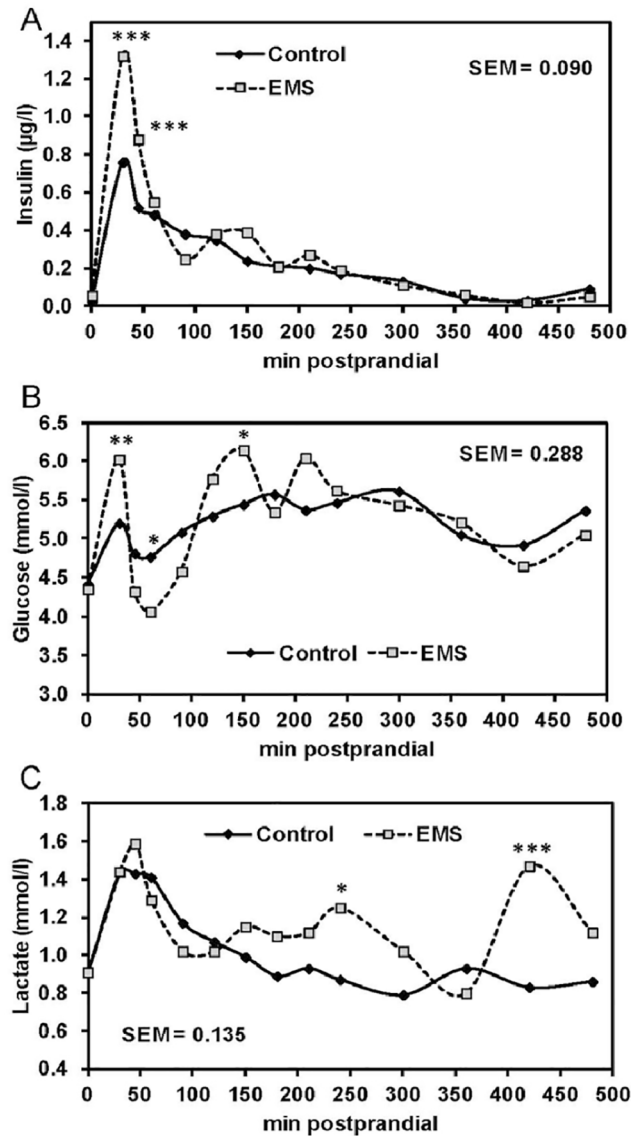 A
1.4
1.2
1.0
0.8
0.6
0.4
0.2
0.0
Insulin (µg/l)
***
***
Control
EMS
SEM= 0.090
0 50 100 150 200 250 300 350 400 450 500
min postprandial
B
6.5
6.0
5.5
5.0
4.5
4.0
3.5
3.0
Glucose (mmol/l)
**
*
*
SEM= 0.288
Control EMS
0 50 100 150 200 250 300 350 400 450 500
min postprandial
C
1.8
1.6
1.4
1.2
1.0
0.8
0.6
0.4
Lactate (mmol/l)
Control EMS
*
***
SEM= 0.135
0 50 100 150 200 250 300 350 400 450 500
min postprandial